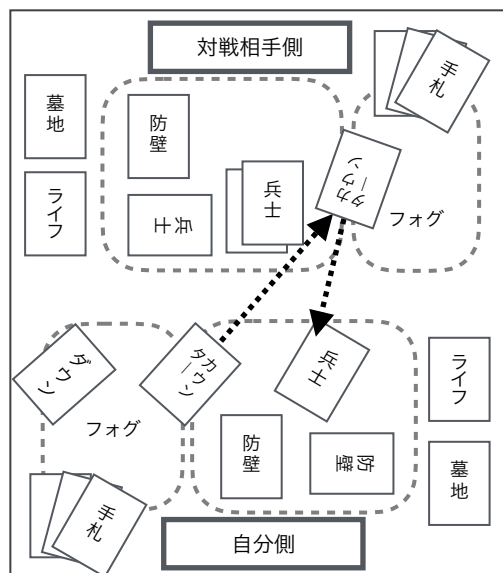 対戦相手側
手札
墓地
防壁
カウンター
兵士
ライフ
兵士
フォグ
ダウン
カウンター
兵士
ライフ
フォグ
防壁
防壁
墓地
手札
自分側